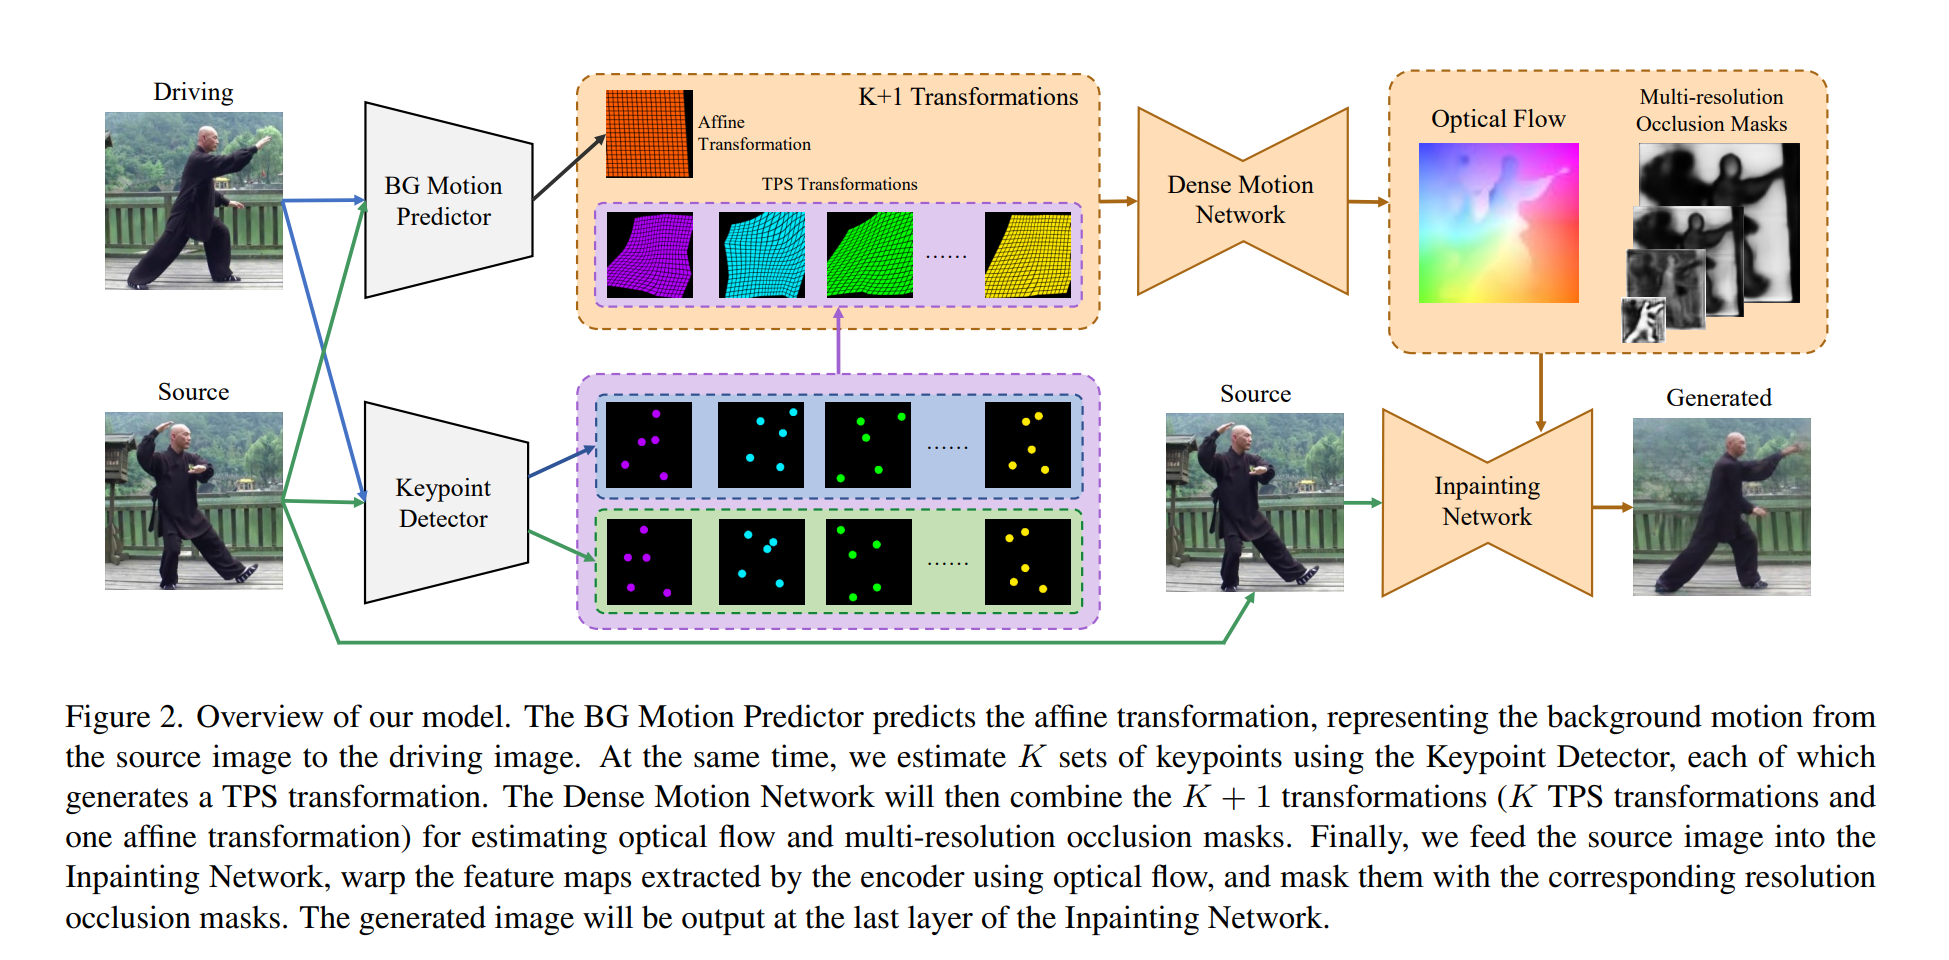 Driving
Source
BG Motion
Predictor
Keypoint
Detector
K+1 Transformations
Affine
Transformation
TPS Transformations
......
......
......
Dense Motion
Network
Optical Flow
Multi-resolution
Occlusion Masks
Source
Inpainting
Network
Generated
Figure 2. Overview of our model. The BG Motion Predictor predicts the affine transformation, representing the background motion from
the source image to the driving image. At the same time, we estimate K sets of keypoints using the Keypoint Detector, each of which
generates a TPS transformation. The Dense Motion Network will then combine the K + 1 transformations (K TPS transformations and
one affine transformation) for estimating optical flow and multi-resolution occlusion masks. Finally, we feed the source image into the
Inpainting Network, warp the feature maps extracted by the encoder using optical flow, and mask them with the corresponding resolution
occlusion masks. The generated image will be output at the last layer of the Inpainting Network.